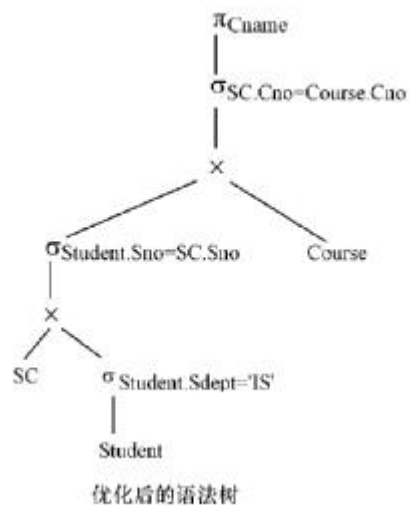 πCname
σSC.Cno=Course.Cno
×
σStudent.Sno=SC.Sno Course
×
SC σ Student.Sdept='IS'
Student
优化后的语法树